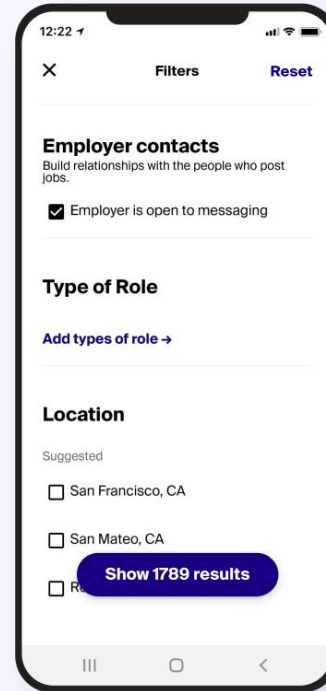 12:22
Filters
Reset
Employer contacts
Build relationships with the people who post
jobs.
Employer is open to messaging
Type of Role
Add types of role →
Location
Suggested
San Francisco, CA
San Mateo, CA
Show 1789 results